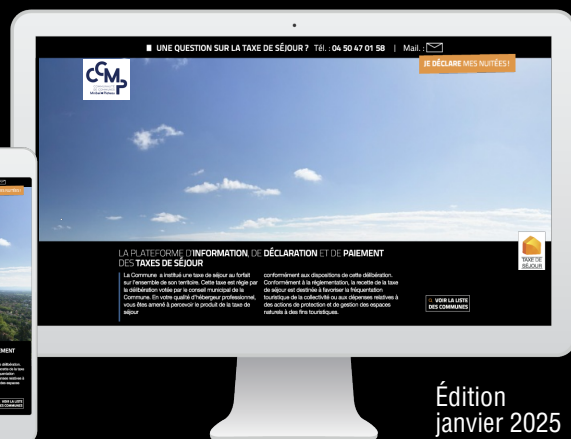 UNE QUESTION SUR LA TAXE DE SÉJOUR ? Tél. : 04 50 47 01 58 | Mail. :
JE DÉCLARE MES NUITÉES !
CCMP
LA PLATEFORME D'INFORMATION, DE DÉCLARATION ET DE PAIEMENT
DES TAXES DE SÉJOUR
La Commune a institué une taxe de séjour au forfait
sur l'ensemble de son territoire. Cette taxe est régie par
la délibération votée par le conseil municipal de la
Commune. En votre qualité d'hébergeur professionnel,
vous êtes amené à percevoir le produit de la taxe de
séjour
conformément aux dispositions de cette délibération.
Conformément à la réglementation, la recette de la taxe
de séjour est destinée à favoriser la fréquentation
touristique de la collectivité ou aux dépenses relatives à
des actions de protection et de gestion des espaces
naturels à des fins touristiques.
TAXE DE
SÉJOUR
VOIR LA LISTE
DES COMMUNES
Édition
janvier 2025